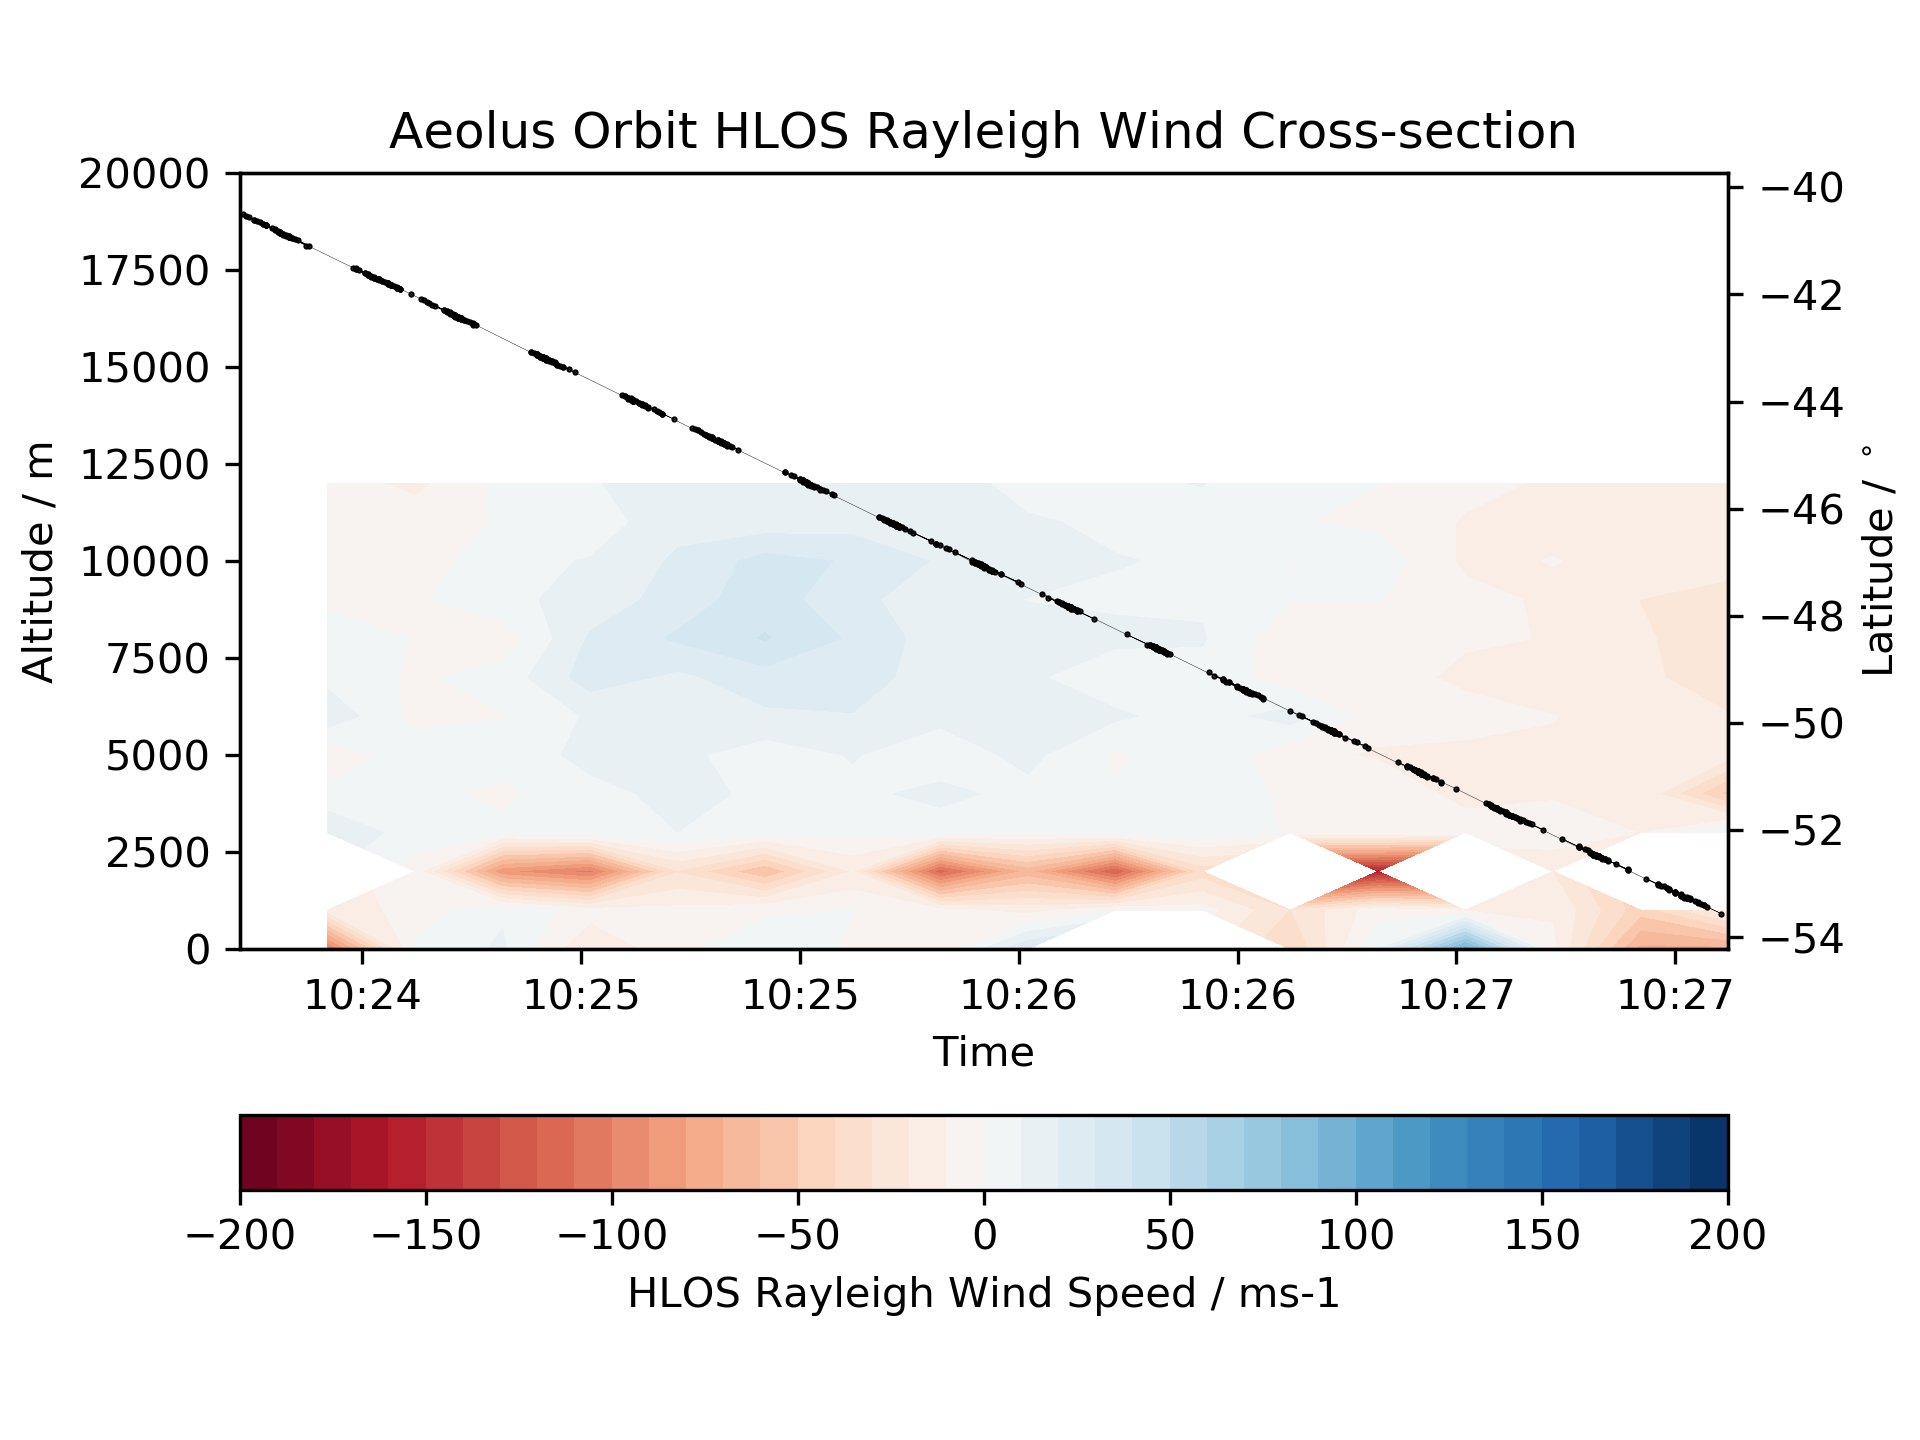 Aeolus Orbit HLOS Rayleigh Wind Cross-section
20000
17500
15000
12500
10000
7500
5000
2500
0
Altitude / m
−40
−42
−44
−46
−48
−50
−52
−54
Latitude / °
10:24 10:25 10:25 10:26 10:26 10:27 10:27
Time
−200 −150 −100 −50 0 50 100 150 200
HLOS Rayleigh Wind Speed / ms-1